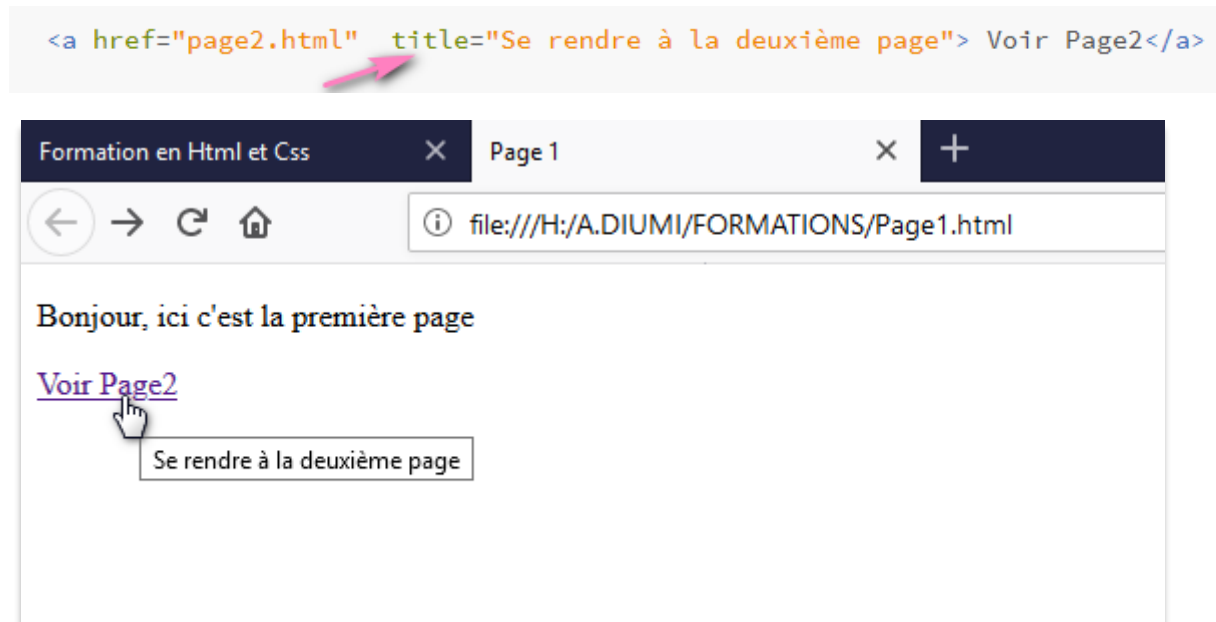 <a href="page2.html"  title="Se rendre à la deuxième page"> Voir Page2</a>
Formation en Html et Css
Page 1
file:///H:/A.DIUMI/FORMATIONS/Page1.html
Bonjour, ici c'est la première page
Voir Page2
Se rendre à la deuxième page